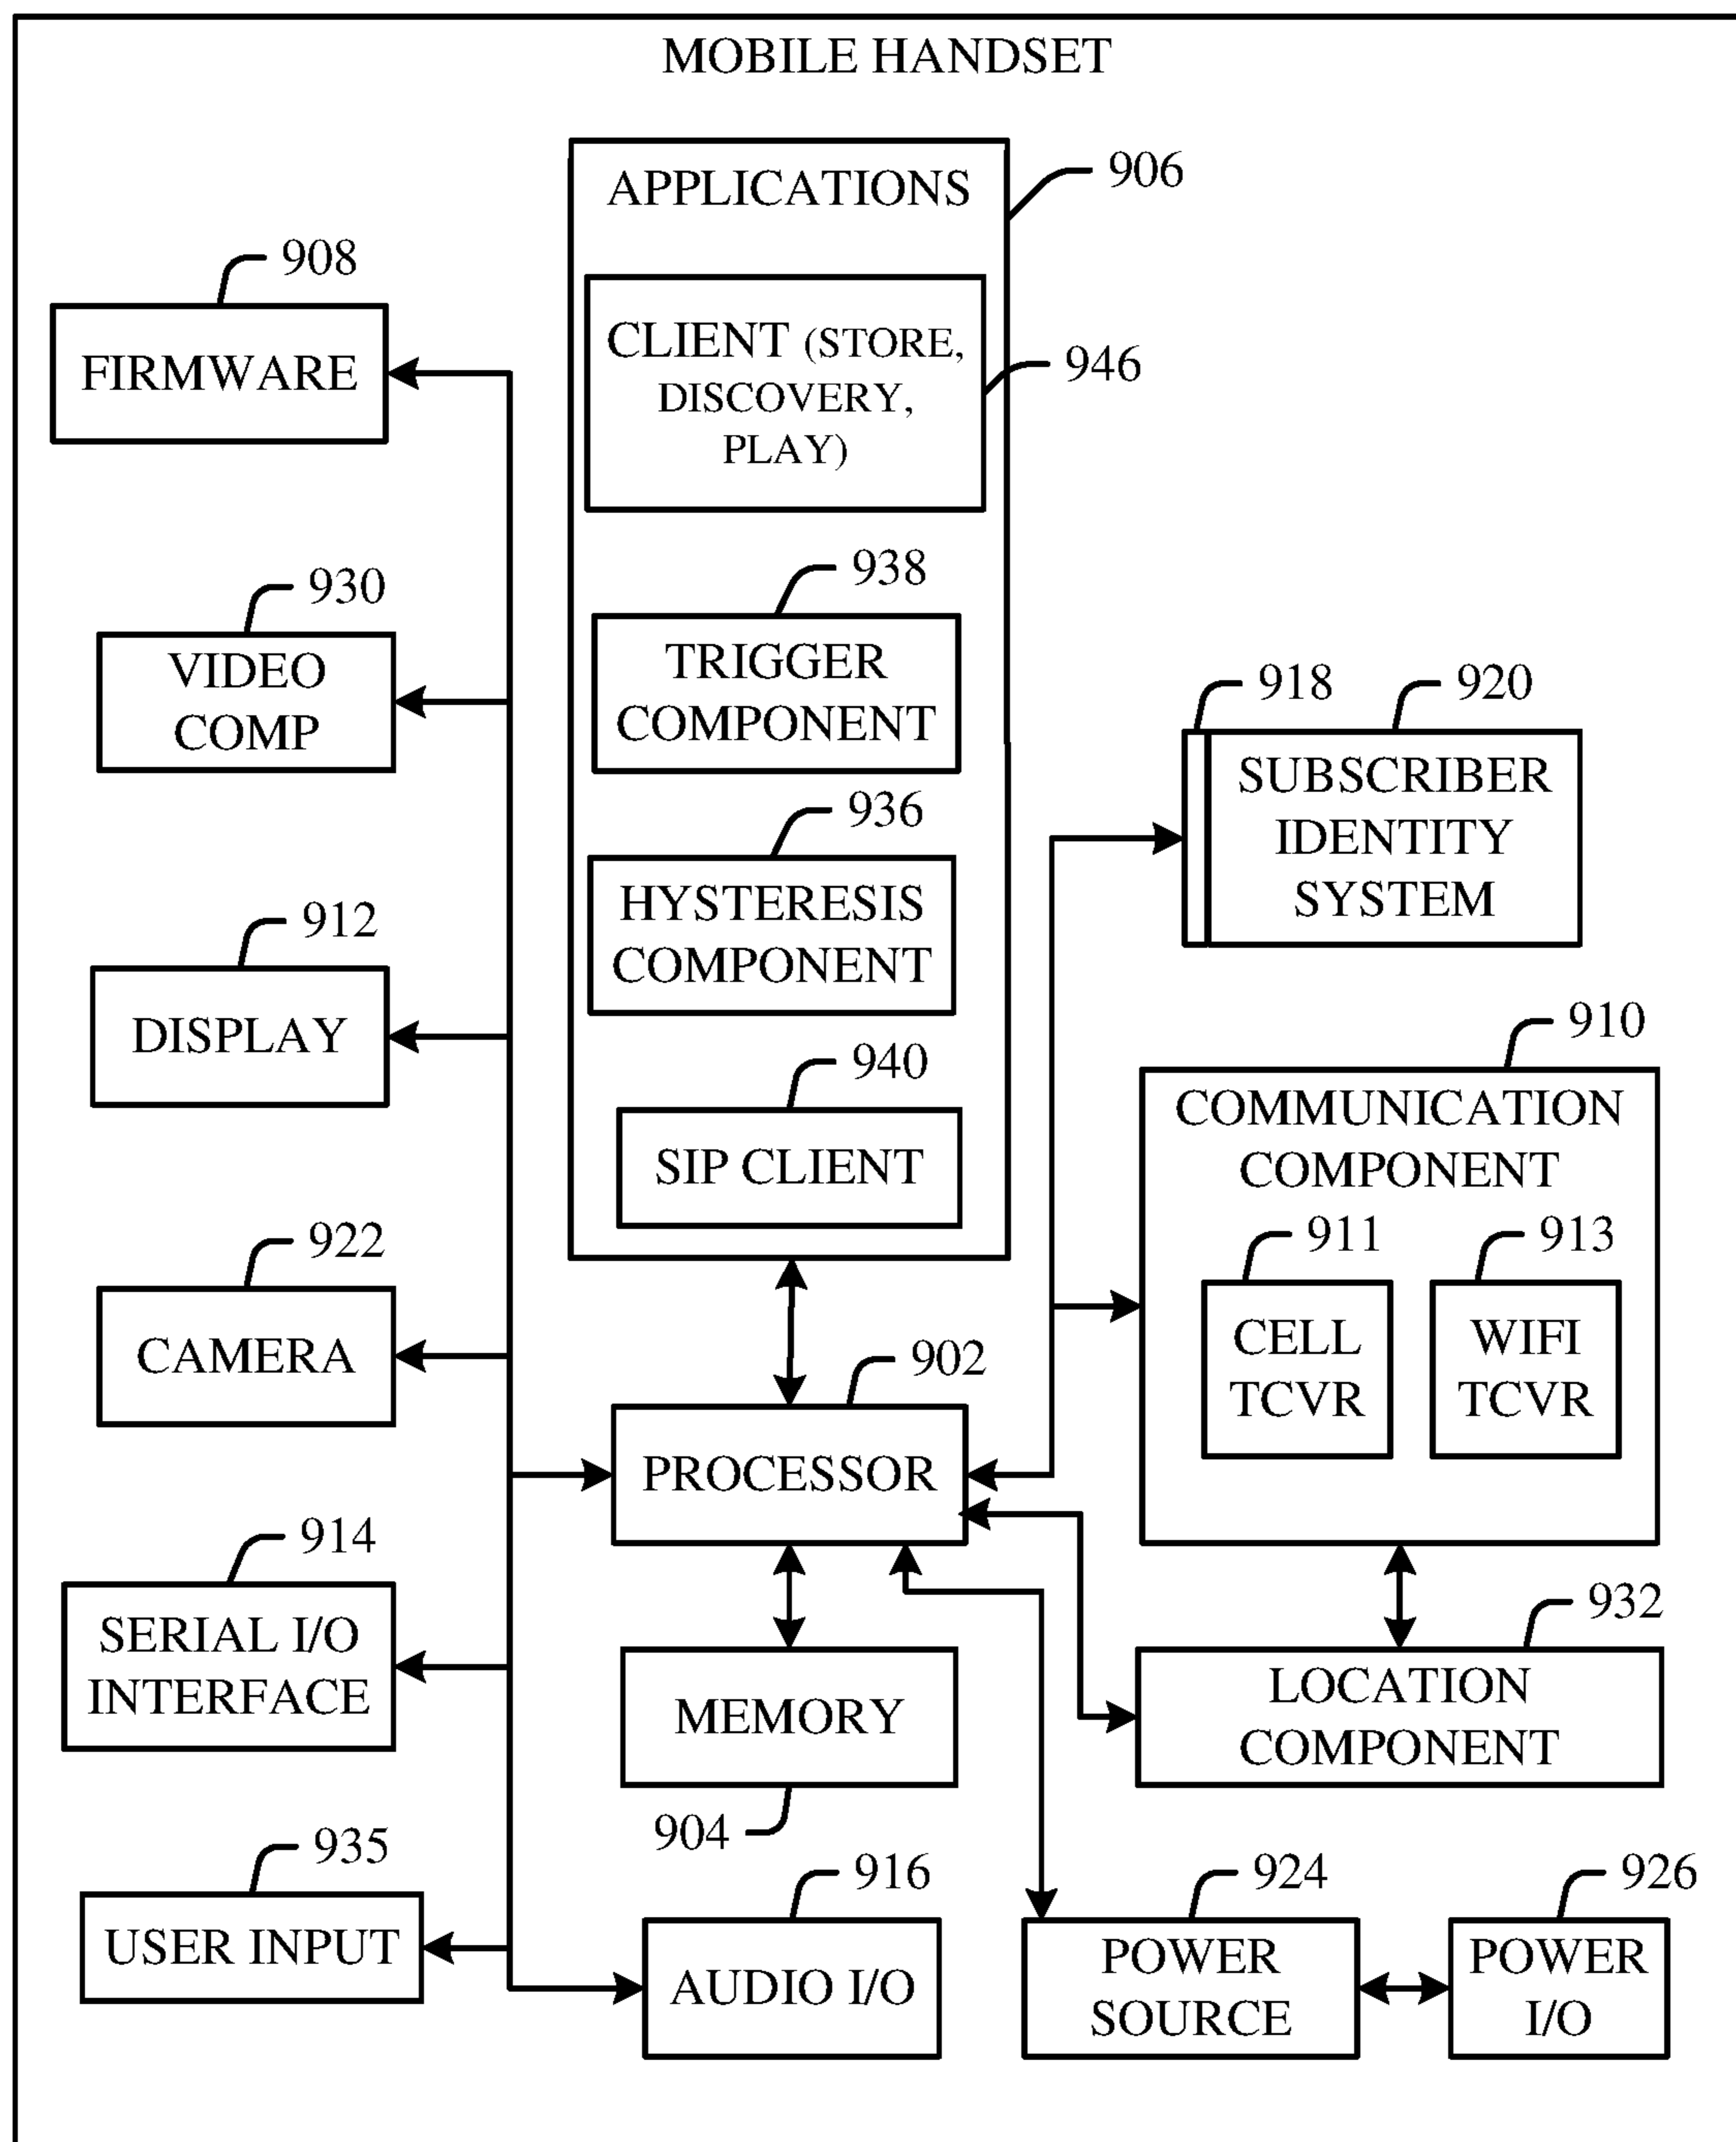 MOBILE HANDSET
APPLICATIONS
906
CLIENT (STORE,
DISCOVERY,
PLAY)
946
938
TRIGGER
COMPONENT
936
HYSTERESIS
COMPONENT
940
SIP CLIENT
908
FIRMWARE
930
VIDEO
COMP
912
DISPLAY
922
CAMERA
914
SERIAL I/O
INTERFACE
935
USER INPUT
902
PROCESSOR
MEMORY
904
916
AUDIO I/O
918
920
SUBSCRIBER
IDENTITY
SYSTEM
910
COMMUNICATION
COMPONENT
911
CELL
TCVR
913
WIFI
TCVR
932
LOCATION
COMPONENT
924
POWER
SOURCE
926
POWER
I/O